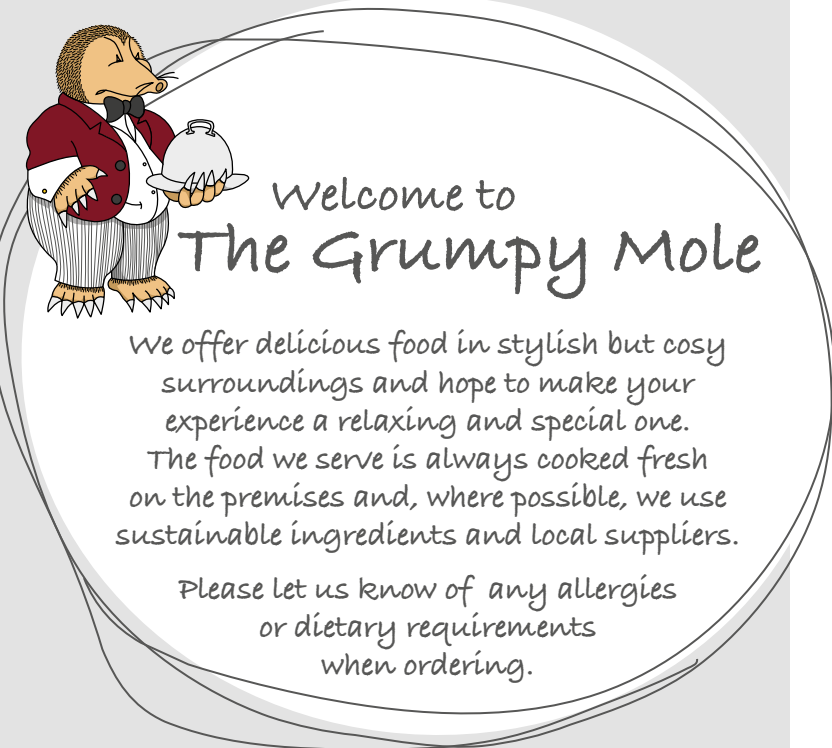 Welcome to
The Grumpy Mole
We offer delicious food in stylish but cosy
surroundings and hope to make your
experience a relaxing and special one.
The food we serve is always cooked fresh
on the premises and, where possible, we use
sustainable ingredients and local suppliers.
Please let us know of any allergies
or dietary requirements
when ordering.